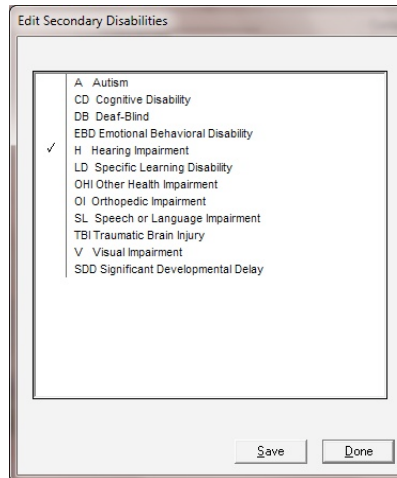 Edit Secondary Disabilities
A Autism
CD Cognitive Disability
DB Deaf-Blind
EBD Emotional Behavioral Disability
✓ H Hearing Impairment
LD Specific Learning Disability
OHI Other Health Impairment
OI Orthopedic Impairment
SL Speech or Language Impairment
TBI Traumatic Brain Injury
V Visual Impairment
SDD Significant Developmental Delay
Save Done